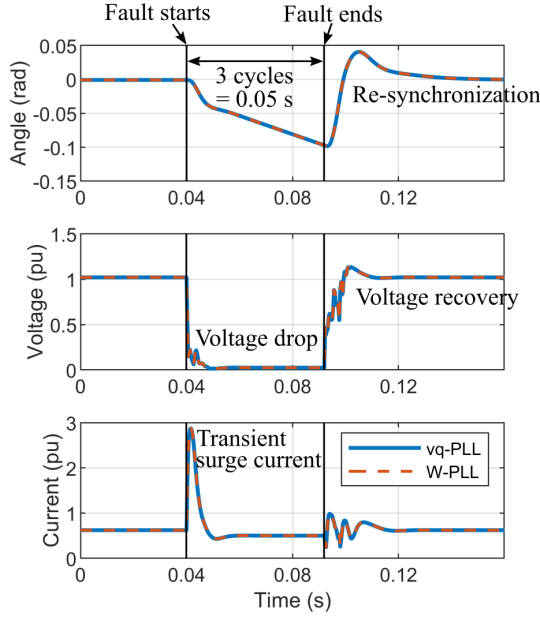 Fault starts
Fault ends
0.05
0
-0.05
-0.1
-0.15
Angle (rad)
3 cycles
= 0.05 s
Re-synchronization
0
0.04
0.08
0.12
1.5
1
0.5
0
Voltage (pu)
Voltage drop
Voltage recovery
0
0.04
0.08
0.12
3
2
1
0
Current (pu)
Transient
surge current
vq-PLL
W-PLL
0
0.04
0.08
0.12
Time (s)